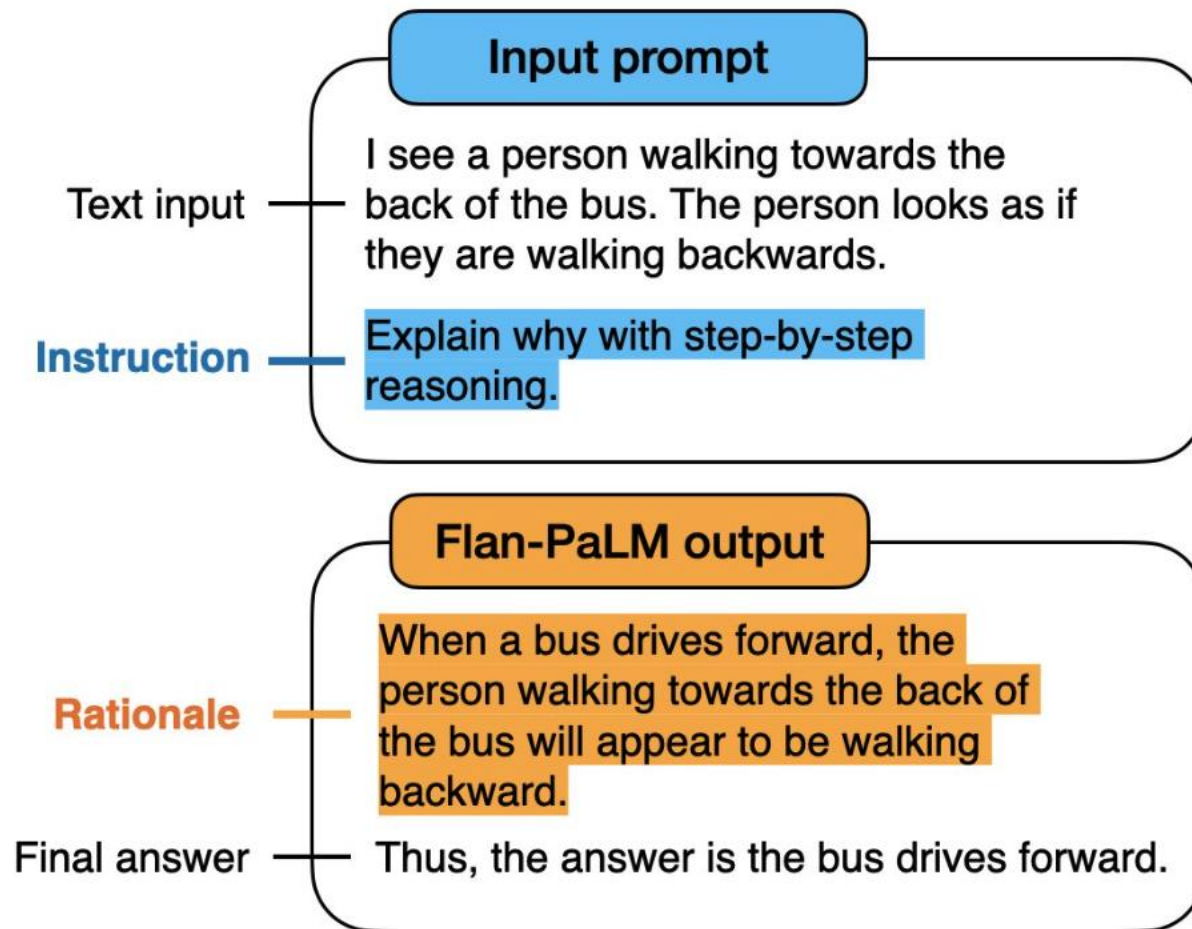 Input prompt
Text input
I see a person walking towards the
back of the bus. The person looks as if
they are walking backwards.
Instruction
Explain why with step-by-step
reasoning.
Flan-PaLM output
Rationale
When a bus drives forward, the
person walking towards the back of
the bus will appear to be walking
backward.
Final answer
Thus, the answer is the bus drives forward.